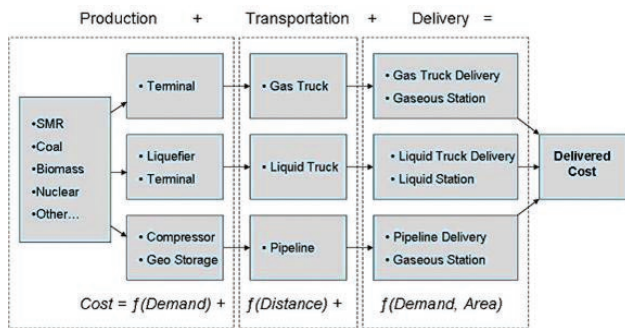 Production + Transportation + Delivery =
•SMR
•Coal
•Biomass
•Nuclear
•Other...
• Terminal
• Liquefier
• Terminal
• Compressor
• Geo Storage
• Gas Truck
• Liquid Truck
• Pipeline
• Gas Truck Delivery
• Gaseous Station
• Liquid Truck Delivery
• Liquid Station
• Pipeline Delivery
• Gaseous Station
Delivered
Cost
Cost = ƒ(Demand) + ƒ(Distance) + ƒ(Demand, Area)